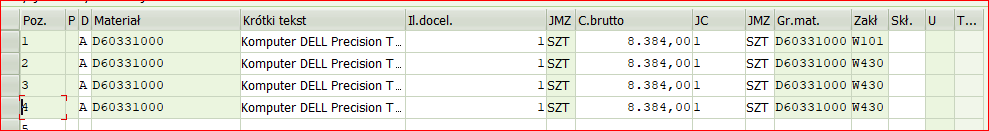 Poz. P D Materiał Krótki tekst Il.docel. JMZ C.brutto JC JMZ Gr.mat. Zakł Skł. U T...
1 A D60331000 Komputer DELL Precision T... 1 SZT 8.384,00 1 SZT D60331000 W101
2 A D60331000 Komputer DELL Precision T... 1 SZT 8.384,00 1 SZT D60331000 W430
3 A D60331000 Komputer DELL Precision T... 1 SZT 8.384,00 1 SZT D60331000 W430
4 A D60331000 Komputer DELL Precision T... 1 SZT 8.384,00 1 SZT D60331000 W430